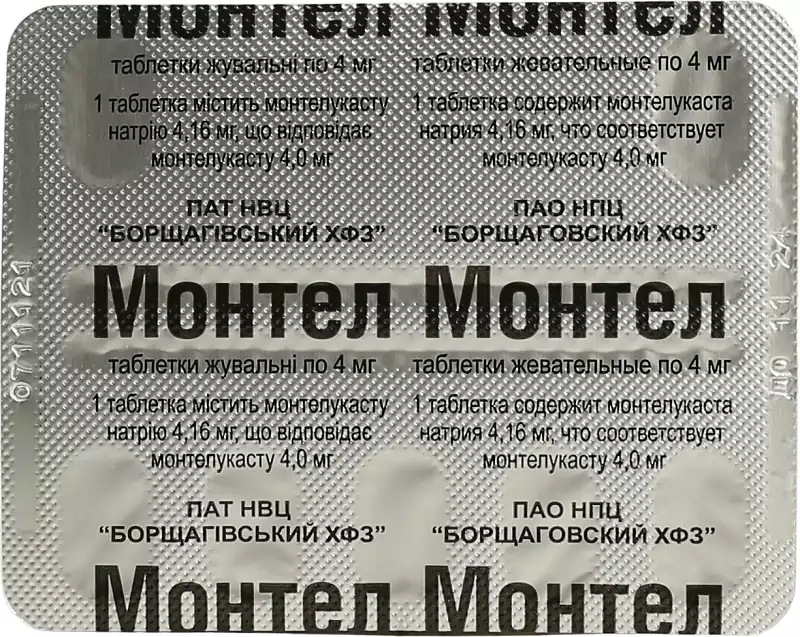 Монтел Монтел
таблетки жувальні по 4 мг
таблетки жевательные по 4 мг
1 таблетка містить монтелукасту
натрію 4,16 мг, що відповідає
монтелукасту 4,0 мг
1 таблетка содержит монтелукаста
натрия 4,16 мг, что соответствует
монтелукасту 4,0 мг
ПАТ НВЦ
“БОРЩАГІВСЬКИЙ ХФЗ”
ПАО НПЦ
“БОРЩАГОВСКИЙ ХФЗ”
Монтел Монтел
таблетки жувальні по 4 мг
таблетки жевательные по 4 мг
1 таблетка містить монтелукасту
натрію 4,16 мг, що відповідає
монтелукасту 4,0 мг
1 таблетка содержит монтелукаста
натрия 4,16 мг, что соответствует
монтелукасту 4,0 мг
ПАТ НВЦ
“БОРЩАГІВСЬКИЙ ХФЗ”
ПАО НПЦ
“БОРЩАГОВСКИЙ ХФЗ”
Монтел Монтел
0711121
ДО 11 24